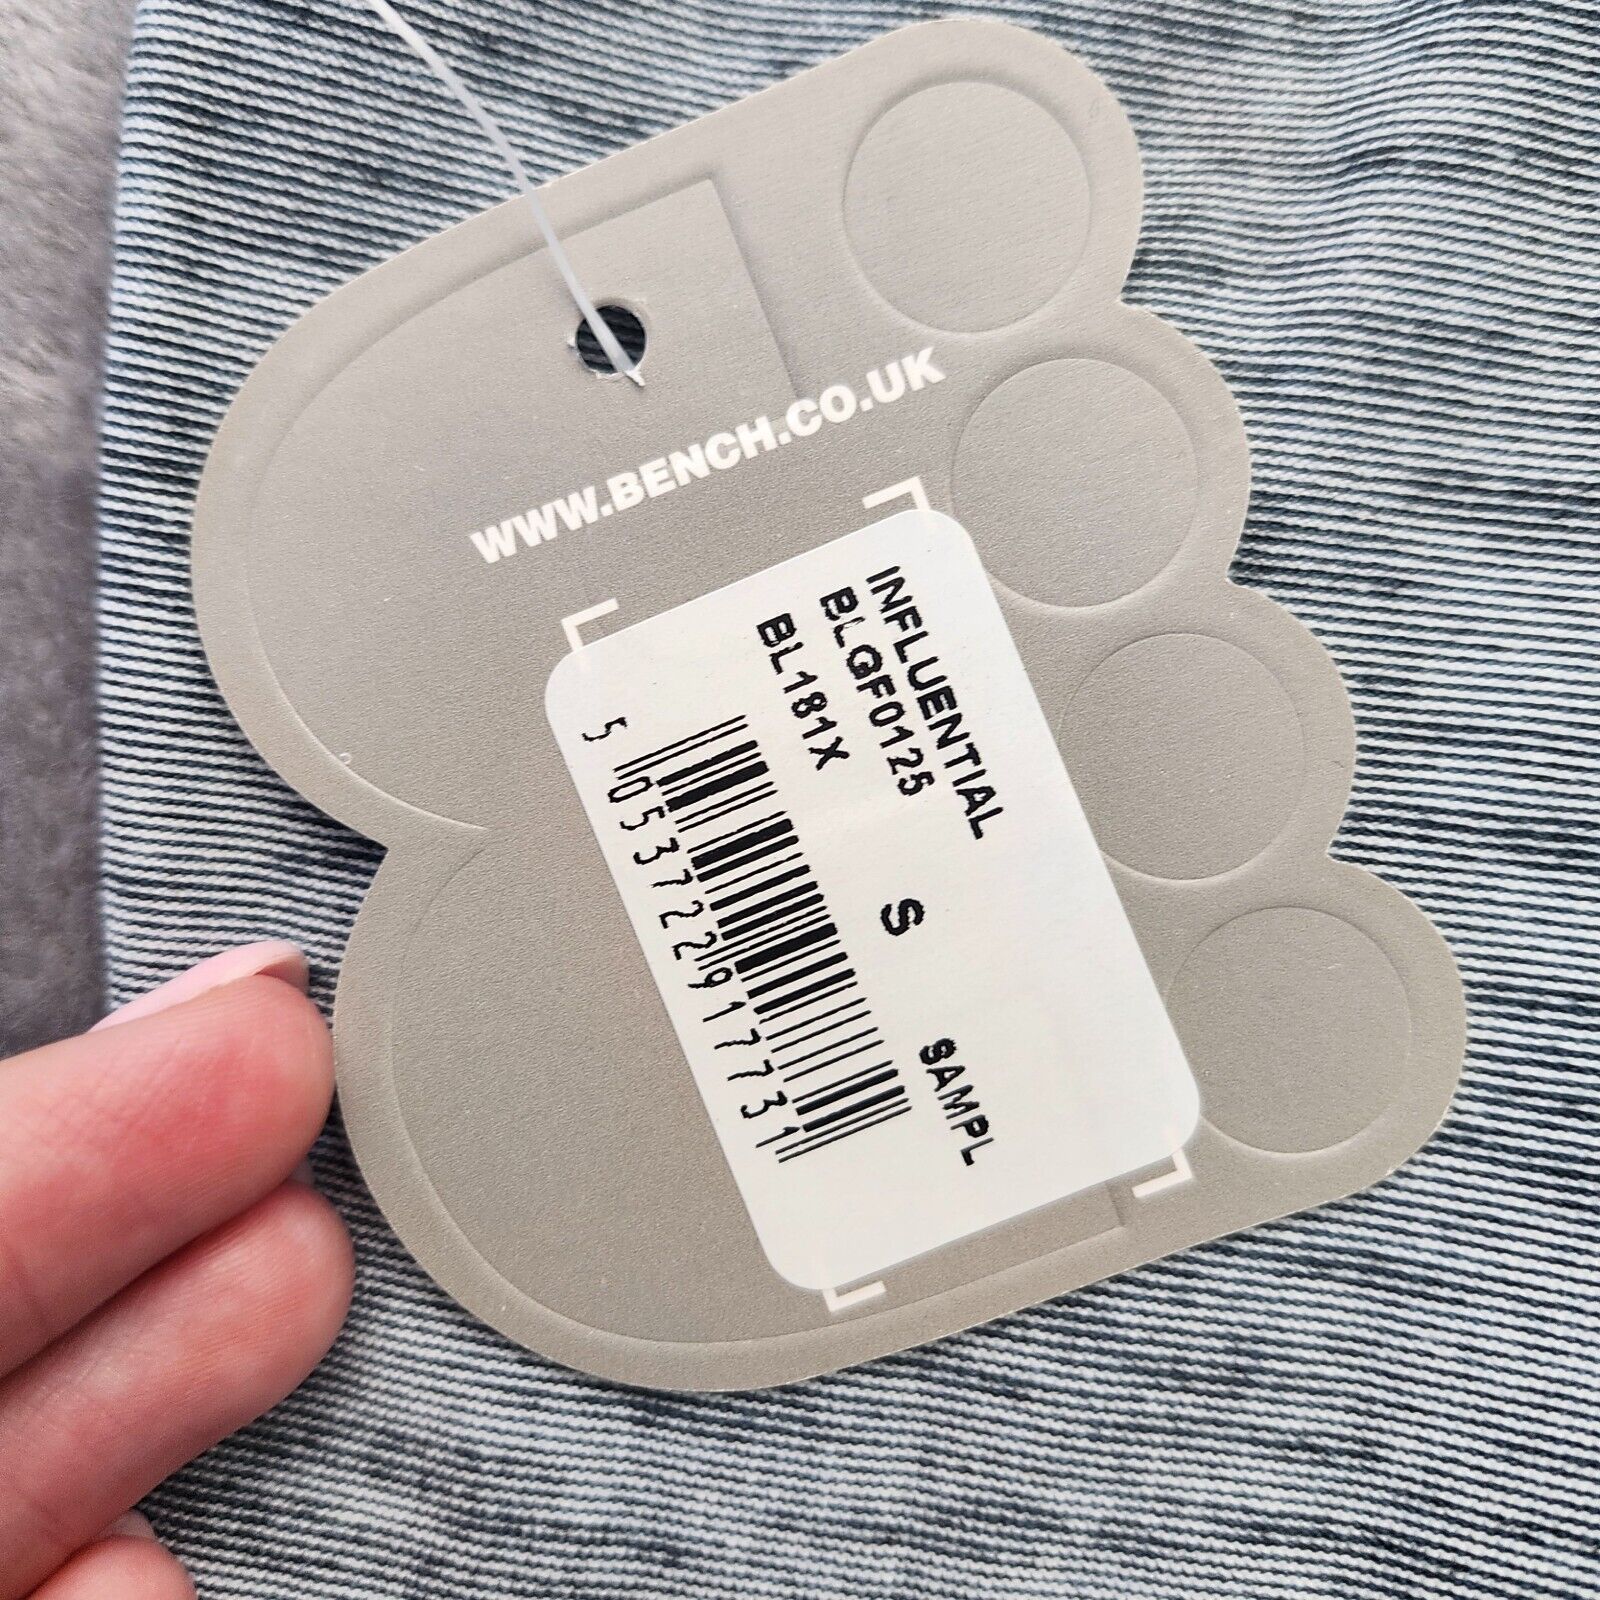 WWW.BENCH.CO.UK
INFLUENTIAL
BLGF0125 S SAMPL
BL181X
5 053722 917731